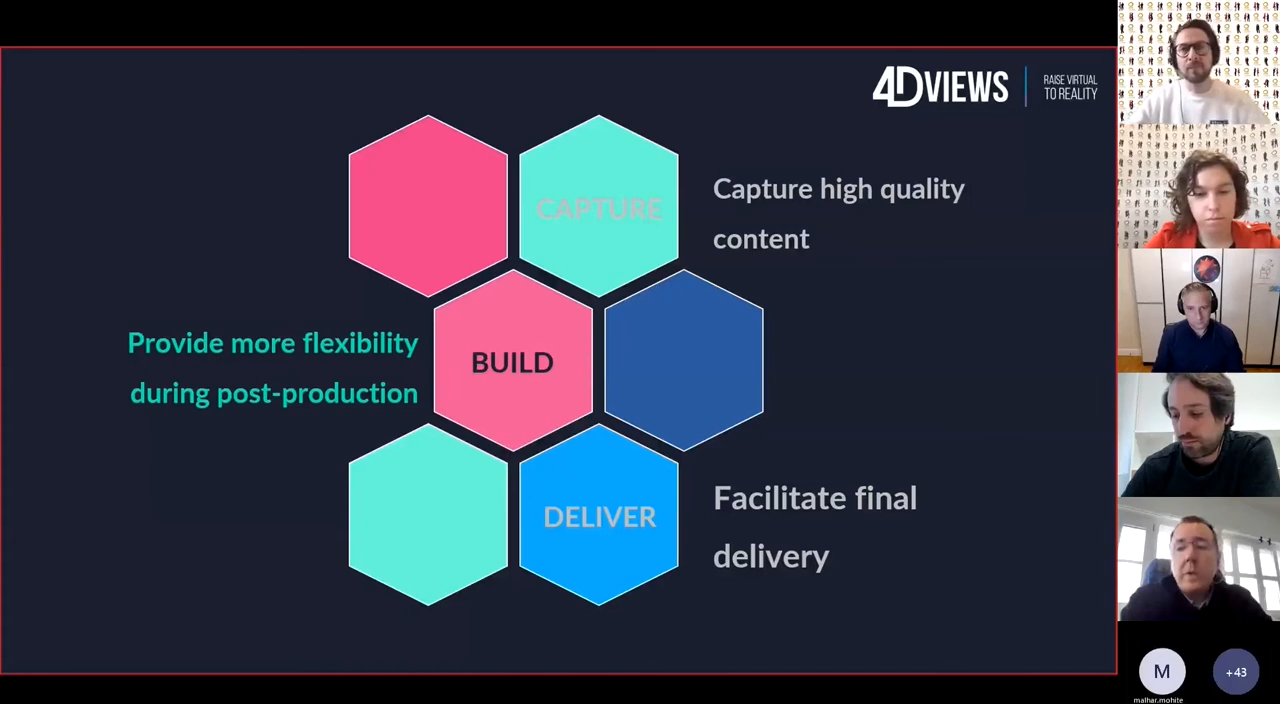 4DVIEWS
RAISE VIRTUAL
TO REALITY
CAPTURE
Capture high quality
content
Provide more flexibility
during post-production
BUILD
DELIVER
Facilitate final
delivery
M
+43
malhar.mohite